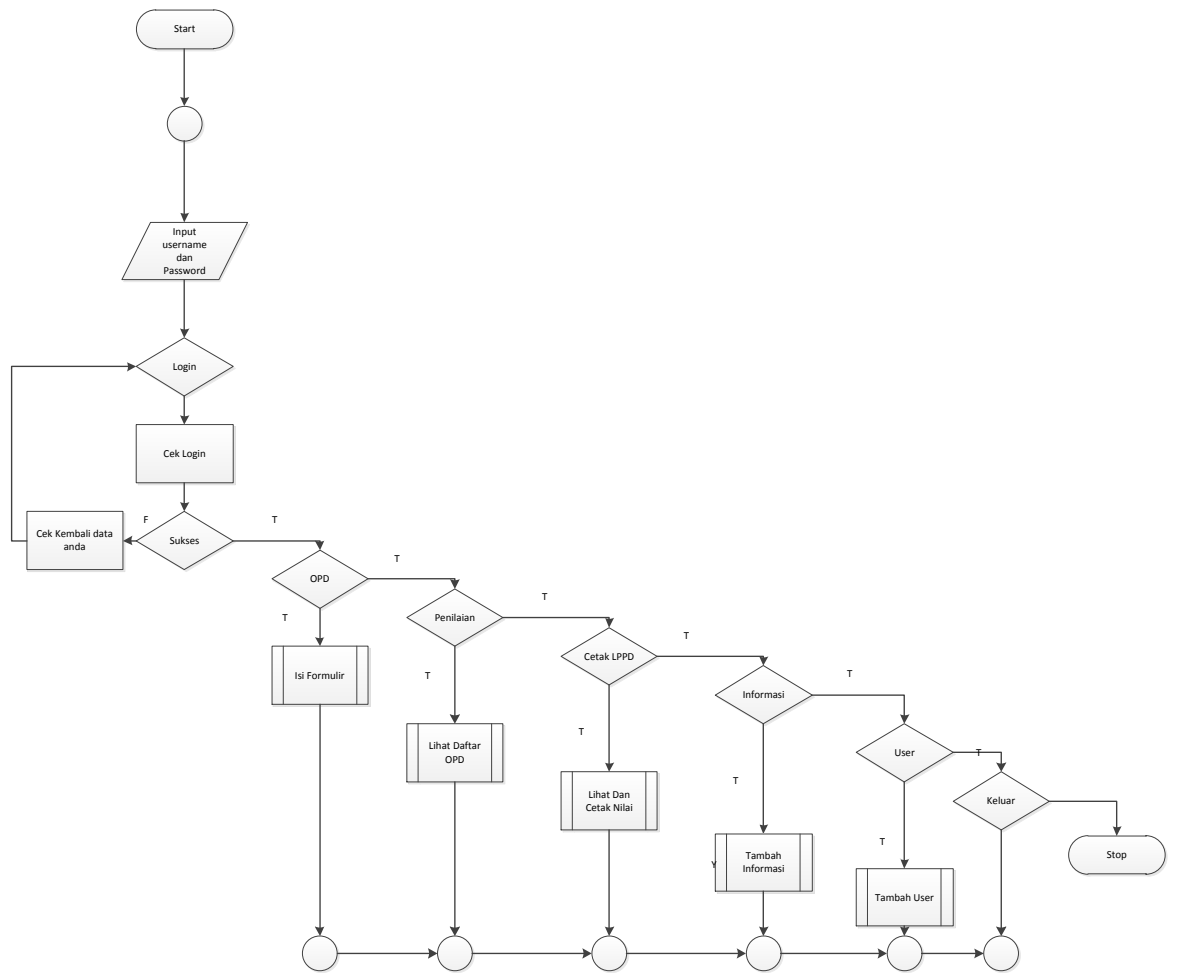 Start
Input
username
dan
Password
Login
Cek Login
F
T
Cek Kembali data
anda
Sukses
T
OPD
T
T
Penilaian
T
Isi Formulir
T
Cetak LPPD
T
T
Informasi
Lihat Daftar
OPD
T
User
T
T
Lihat Dan
Cetak Nilai
Keluar
T
Tambah
Informasi
Y
Stop
Tambah User